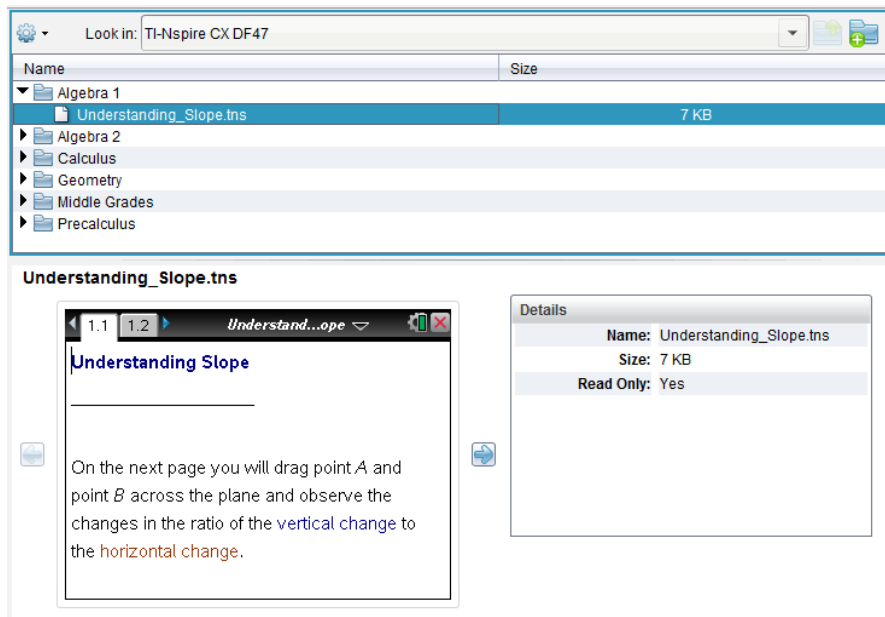 Look in: TI-Nspire CX DF47
Name Size
Algebra 1
Understanding_Slope.tns 7 KB
Algebra 2
Calculus
Geometry
Middle Grades
Precalculus
Understanding_Slope.tns
1.1 1.2 Understand...ope
Understanding Slope
On the next page you will drag point A and
point B across the plane and observe the
changes in the ratio of the vertical change to
the horizontal change.
Details
Name: Understanding_Slope.tns
Size: 7 KB
Read Only: Yes